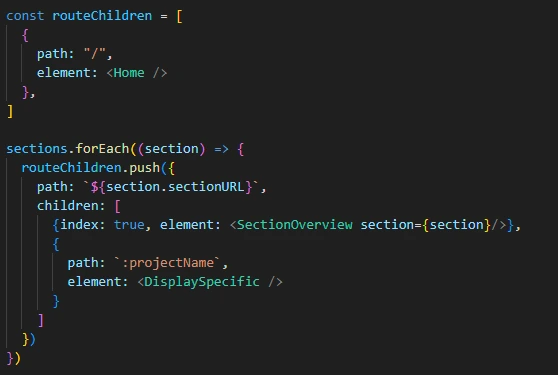 const routeChildren = [
  {
    path: "/",
    element: <Home />
  },
]

sections.forEach((section) => {
  routeChildren.push({
    path: `${section.sectionURL}`,
    children: [
      {index: true, element: <SectionOverview section={section}/>},
      {
        path: `:projectName`,
        element: <DisplaySpecific />
      }
    ]
  })
})